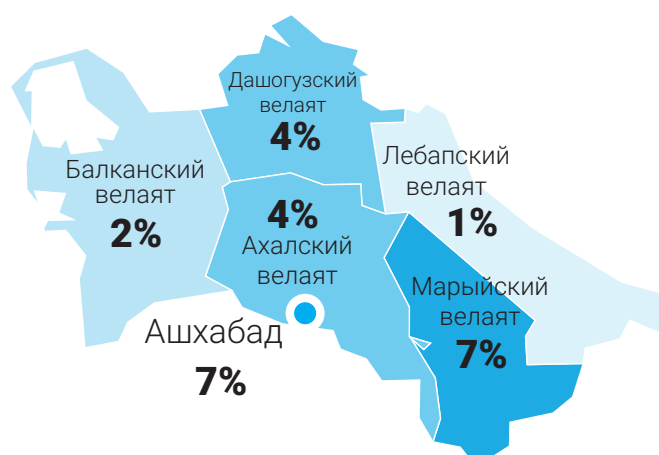 Дашогузский
велаят
4%
Лебапский
велаят
1%
Балканский
велаят
2%
4%
Ахалский
велаят
Марыйский
велаят
7%
Ашхабад
7%